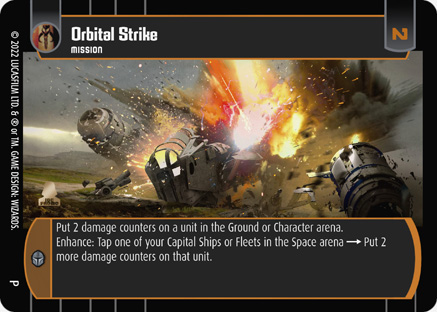 Orbital Strike
MISSION
N
© 2022 LUCASFILM LTD. & ® or TM. GAME DESIGN: WIZARDS.
Put 2 damage counters on a unit in the Ground or Character arena.
Enhance: Tap one of your Capital Ships or Fleets in the Space arena → Put 2
more damage counters on that unit.
P